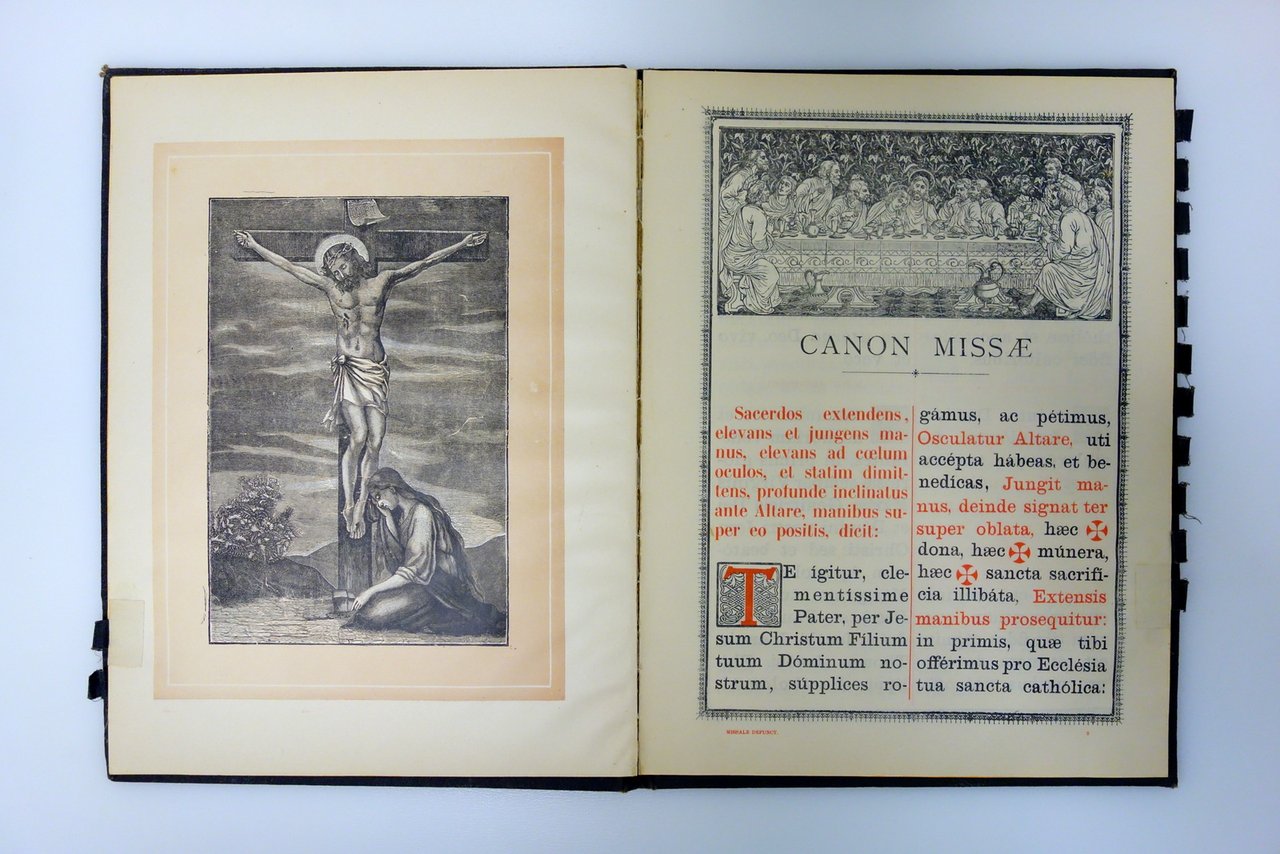 CANON MISSÆ
Sacerdos extendens,
elevans et jungens ma-
nus, elevans ad cœlum
oculos, et statim dimit-
tens, profunde inclinatus
ante Altare, manibus su-
per eo positis, dicit:
TE ígitur, cle-
mentíssime
Pater, per Je-
sum Christum Fílium
tuum Dóminum no-
strum, súpplices ro-
gámus, ac pétimus,
Osculatur Altare, uti
accépta hábeas, et be-
nedícas, Jungit ma-
nus, deinde signat ter
super oblata, hæc ✠
dona, hæc ✠ múnera,
hæc ✠ sancta sacrifí-
cia illibáta, Extensis
manibus prosequitur:
in primis, quæ tibi
offérimus pro Ecclésia
tua sancta cathólica:
MISSALE DEFUNCT.